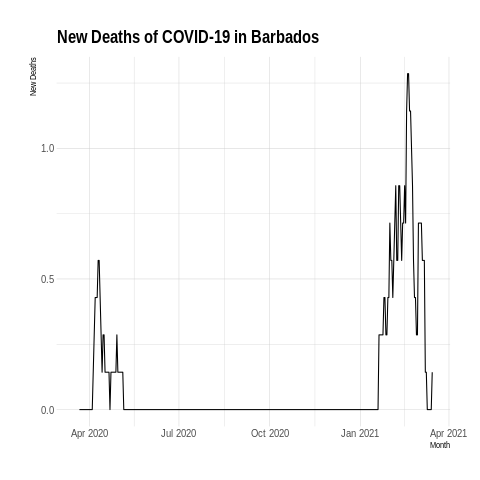 New Deaths of COVID-19 in Barbados
New Deaths
1.0
0.5
0.0
Apr 2020
Jul 2020
Oct 2020
Jan 2021
Apr 2021
Month